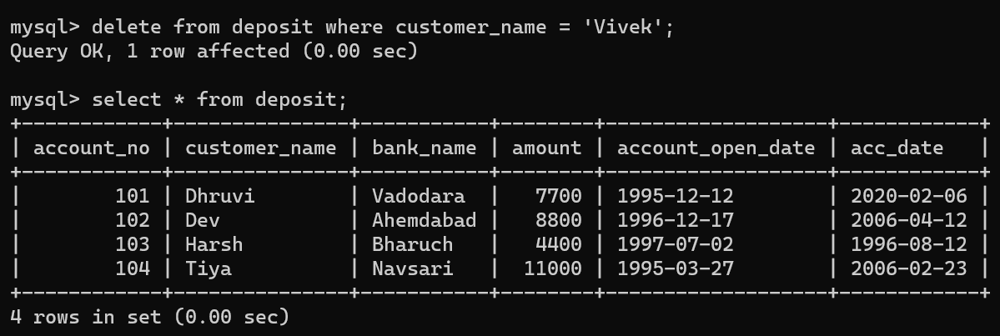 mysql> delete from deposit where customer_name = 'Vivek';
Query OK, 1 row affected (0.00 sec)

mysql> select * from deposit;
+------------+---------------+-----------+--------+-------------------+------------+
| account_no | customer_name | bank_name | amount | account_open_date | acc_date   |
+------------+---------------+-----------+--------+-------------------+------------+
|        101 | Dhruvi        | Vadodara  |   7700 | 1995-12-12        | 2020-02-06 |
|        102 | Dev           | Ahemdabad |   8800 | 1996-12-17        | 2006-04-12 |
|        103 | Harsh         | Bharuch   |   4400 | 1997-07-02        | 1996-08-12 |
|        104 | Tiya          | Navsari   |  11000 | 1995-03-27        | 2006-02-23 |
+------------+---------------+-----------+--------+-------------------+------------+
4 rows in set (0.00 sec)